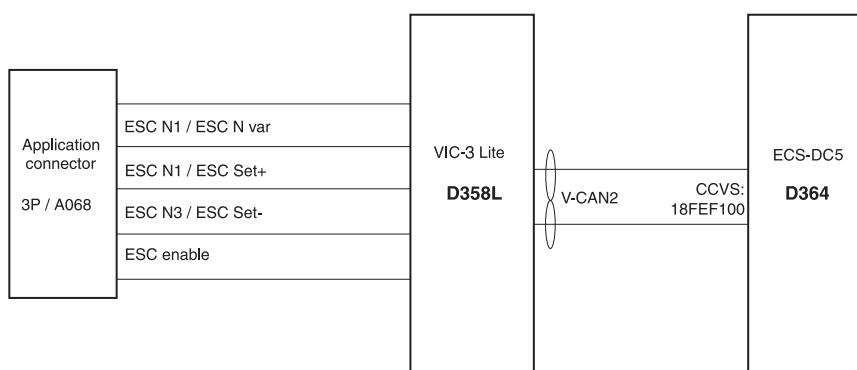 Application
connector
3P / A068
ESC N1 / ESC N var
ESC N1 / ESC Set+
ESC N3 / ESC Set-
ESC enable
VIC-3 Lite
D358L
V-CAN2
CCVS:
18FEF100
ECS-DC5
D364